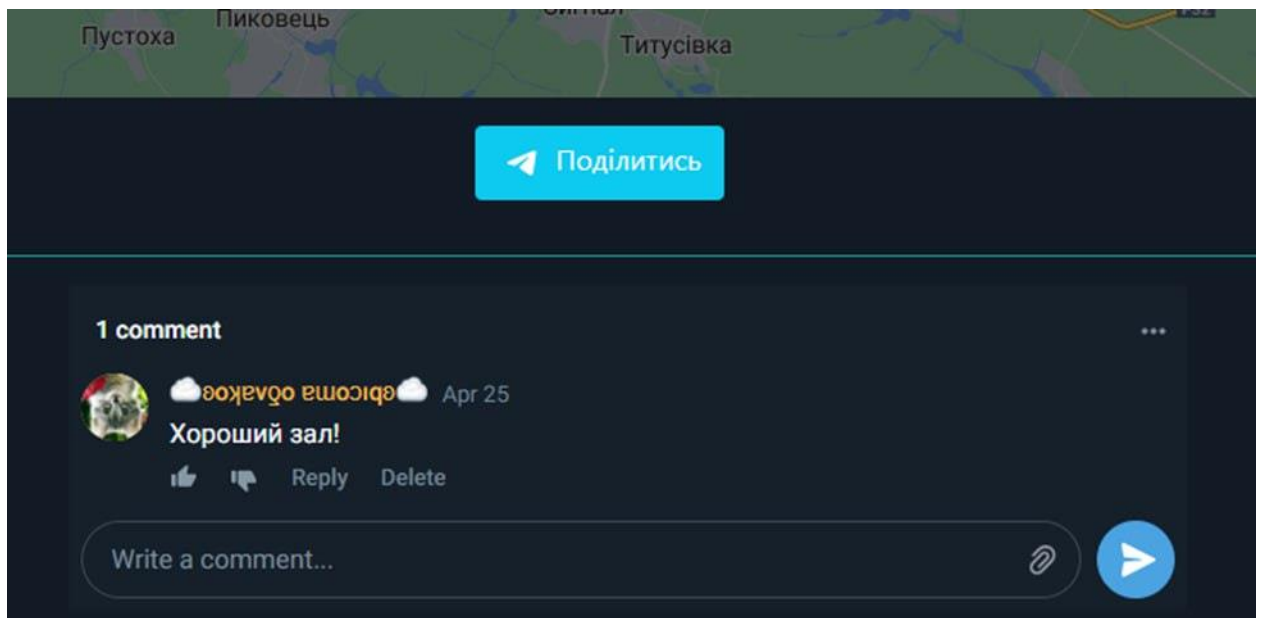 Пиковець
Пустоха
Титусівка
Поділитись
1 comment
Apr 25
Хороший зал!
Reply Delete
Write a comment...